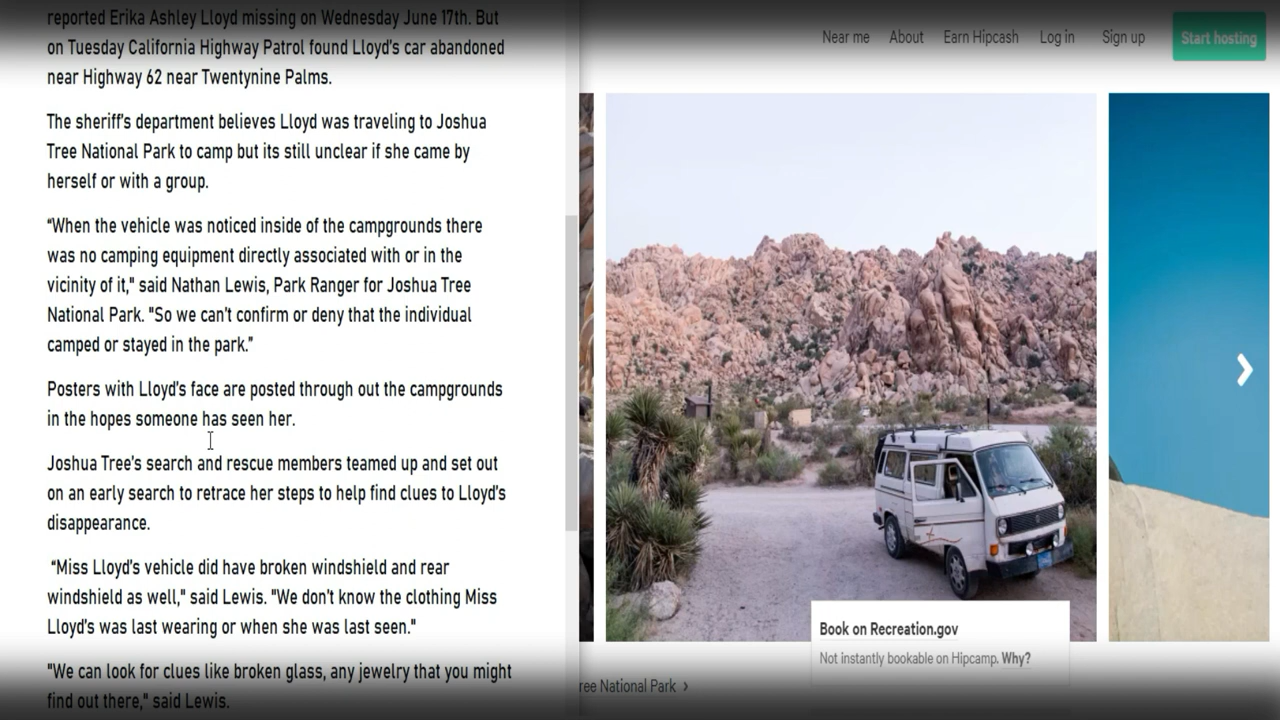 reported Erika Ashley Lloyd missing on Wednesday June 17th. But
on Tuesday California Highway Patrol found Lloyd's car abandoned
near Highway 62 near Twentynine Palms.
The sheriff's department believes Lloyd was traveling to Joshua
Tree National Park to camp but its still unclear if she came by
herself or with a group.
“When the vehicle was noticed inside of the campgrounds there
was no camping equipment directly associated with or in the
vicinity of it," said Nathan Lewis, Park Ranger for Joshua Tree
National Park. "So we can't confirm or deny that the individual
camped or stayed in the park.”
Posters with Lloyd's face are posted through out the campgrounds
in the hopes someone has seen her.
Joshua Tree's search and rescue members teamed up and set out
on an early search to retrace her steps to help find clues to Lloyd's
disappearance.
“Miss Lloyd's vehicle did have broken windshield and rear
windshield as well," said Lewis. "We don't know the clothing Miss
Lloyd's was last wearing or when she was last seen."
"We can look for clues like broken glass, any jewelry that you might
find out there," said Lewis.
Near me About Earn Hipcash Log in Sign up Start hosting
Book on Recreation.gov
Not instantly bookable on Hipcamp. Why?
ree National Park ›